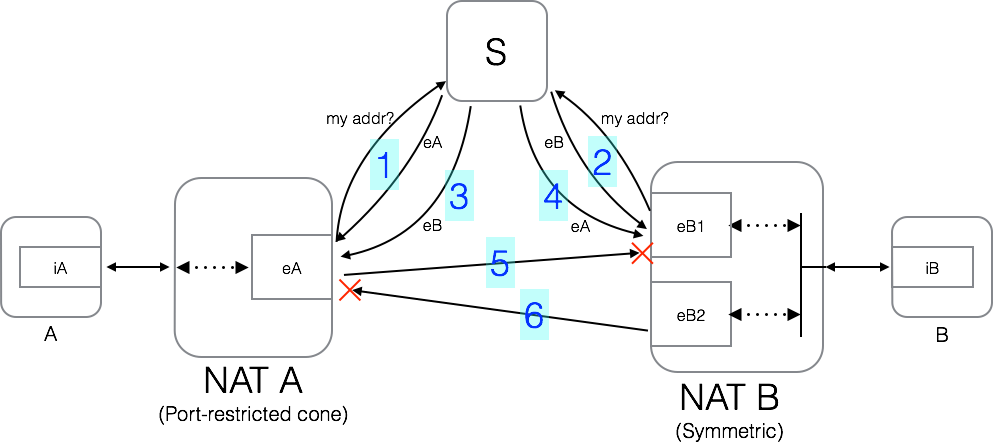 S
my addr?
my addr?
eA
eB
1
2
3
4
eB
eA
eB1
iA
eA
5
iB
eB2
6
A
B
NAT A
(Port-restricted cone)
NAT B
(Symmetric)